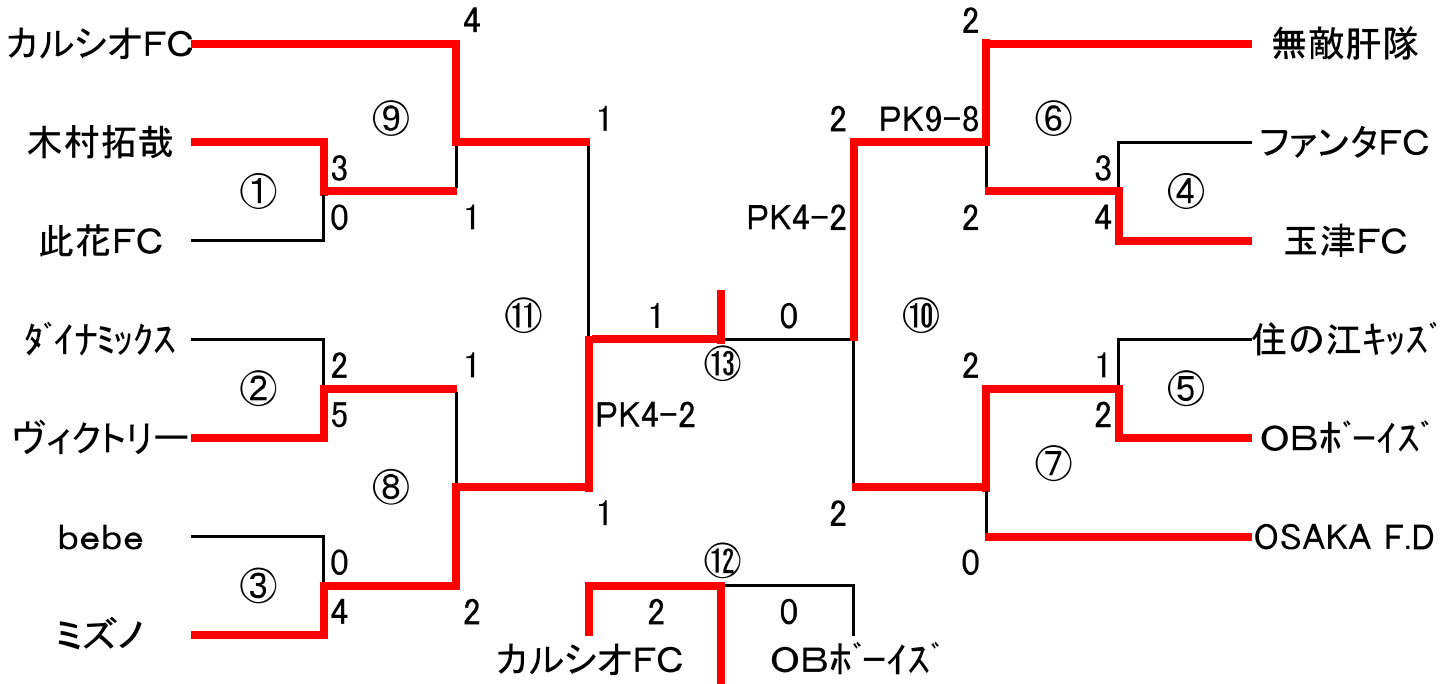 4
2
カルシオFC
無敵肝隊
⑨
1
2
PK9-8
⑥
木村拓哉
ファンタFC
3
3
①
④
0
1
PK4-2
2
4
此花FC
玉津FC
⑪
1
0
⑩
ダイナミックス
住の江キッズ
2
1
⑬
2
1
②
⑤
5
PK4-2
2
ヴィクトリー
OBボーイズ
⑧
⑦
1
2
bebe
OSAKA F.D
0
⑫
0
③
4
2
2
0
ミズノ
カルシオFC
OBボーイズ